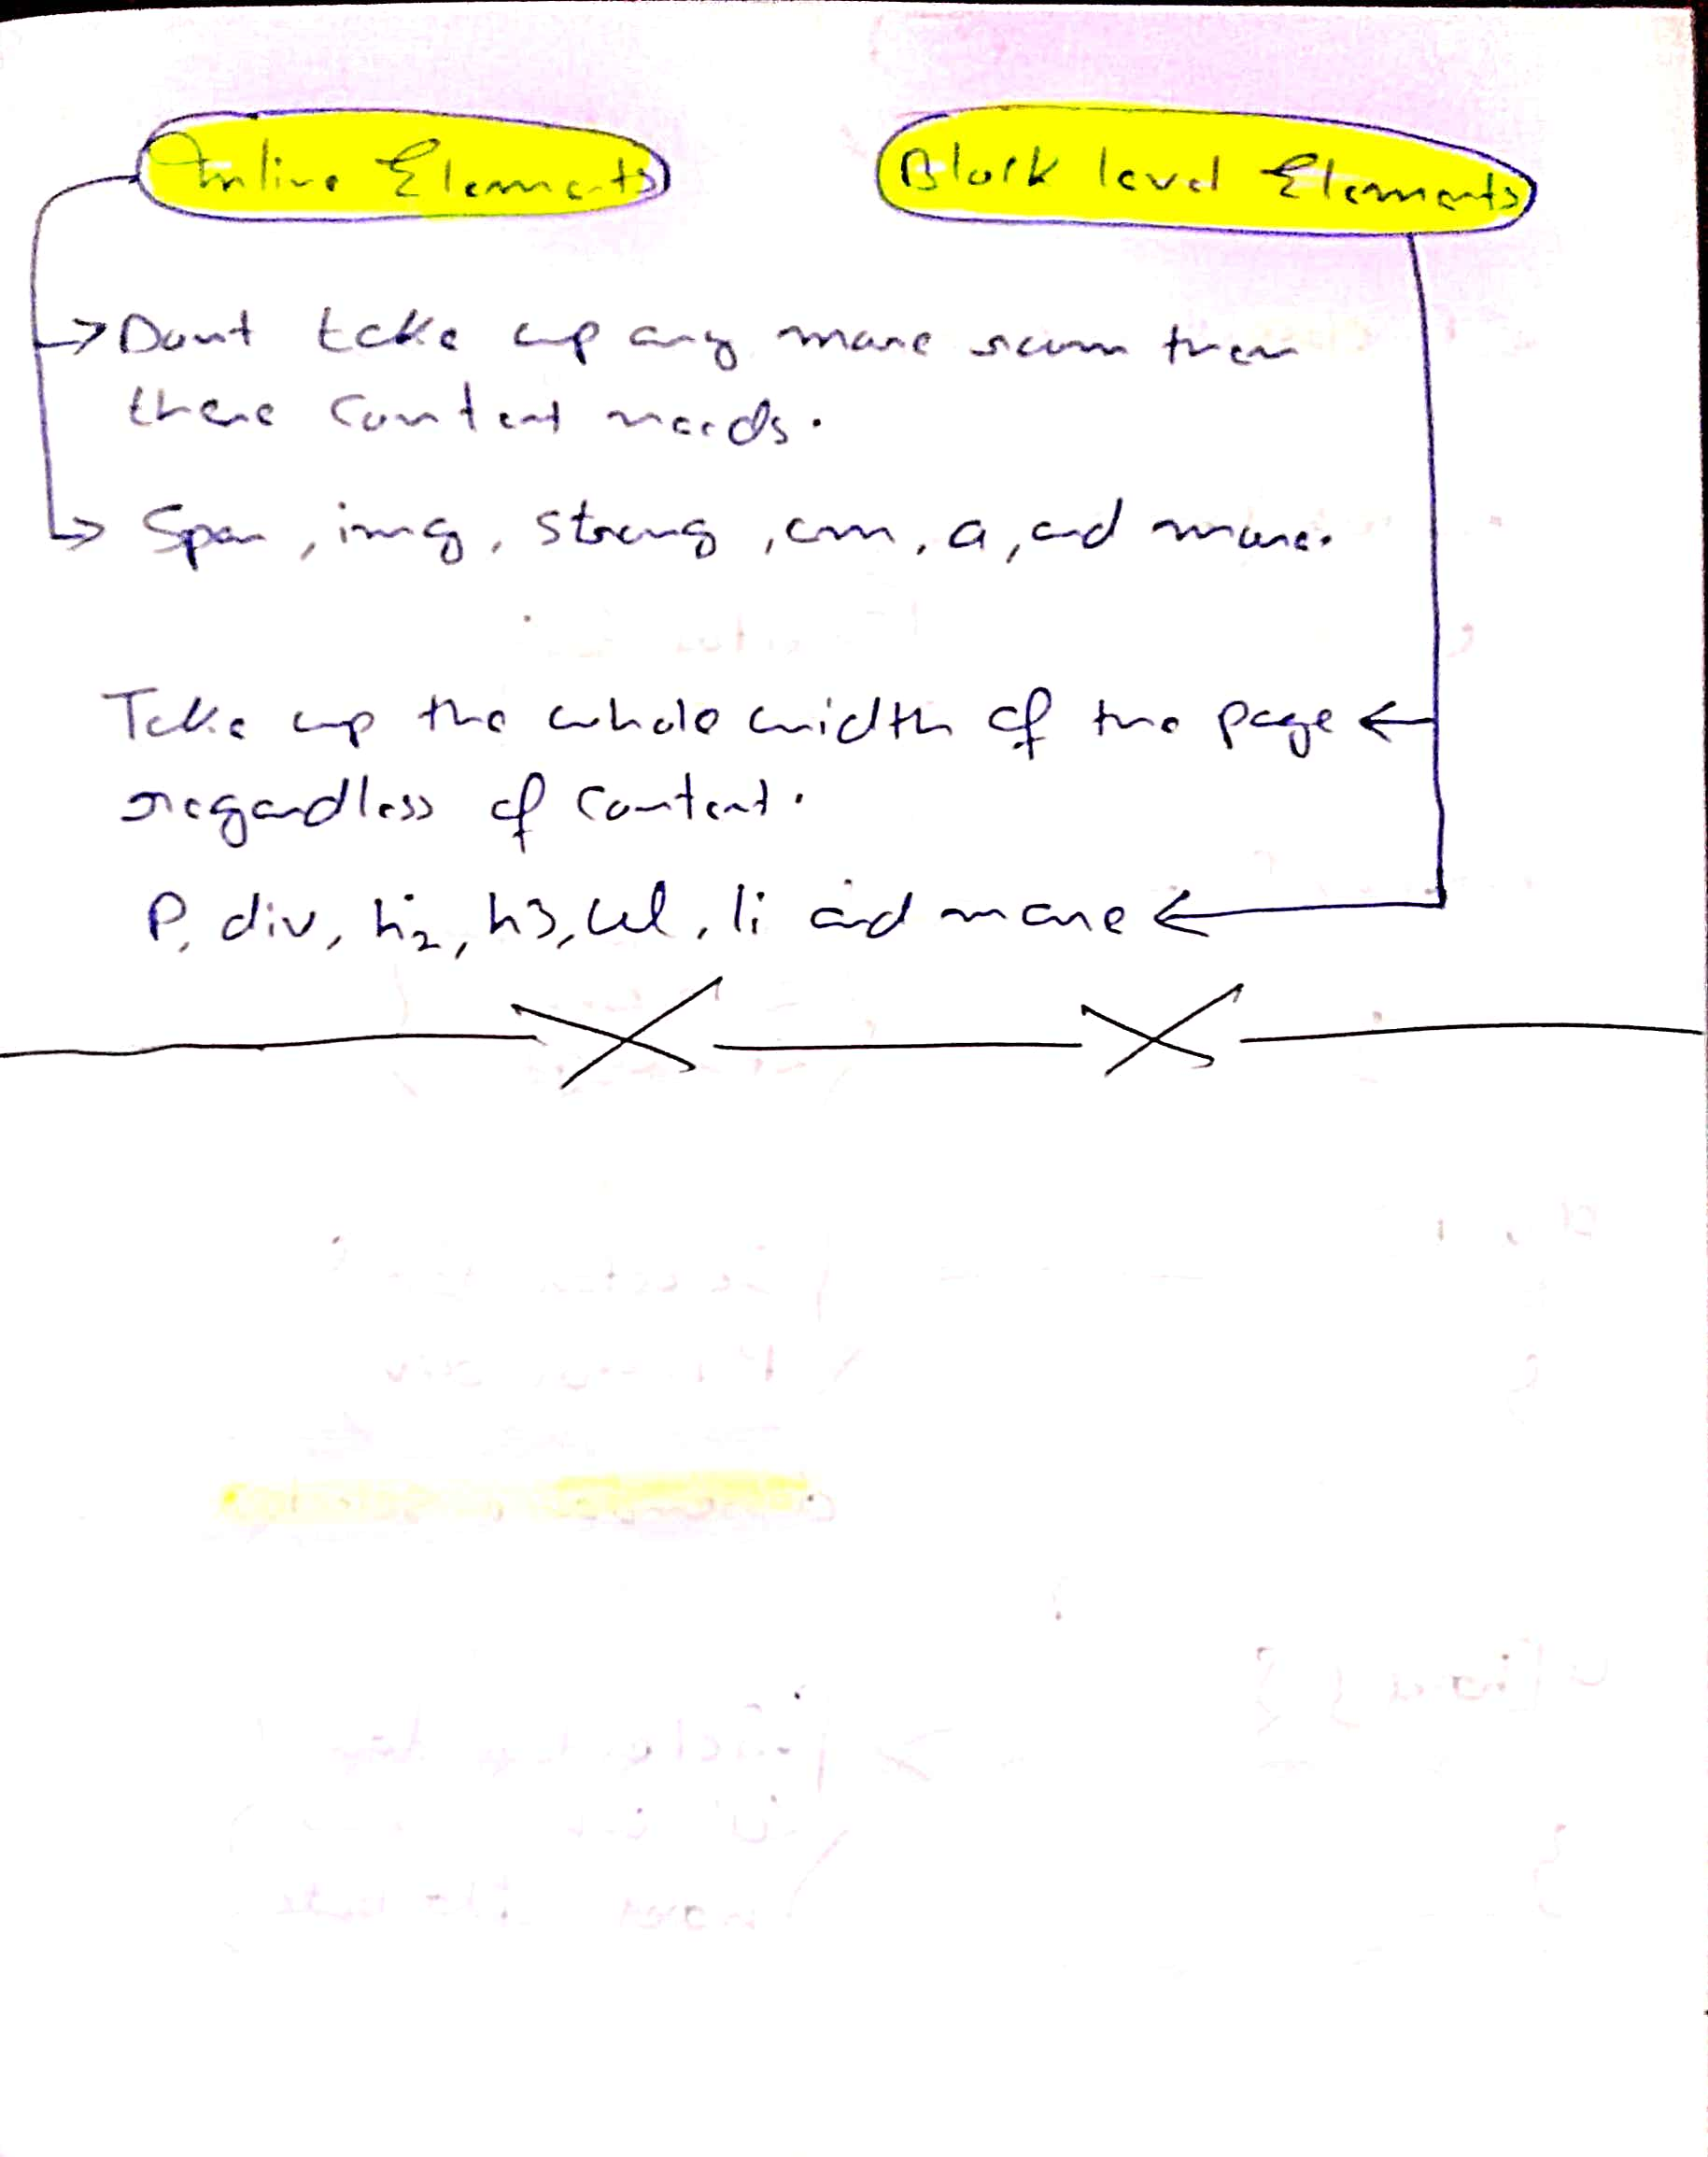 Inline Elements
Block level Elements
Dont take up any more room then
there content needs.
Span, img, strong, em, a, and more.
Take up the whole width of the page
regardless of content.
P, div, h2, h3, ul, li and more